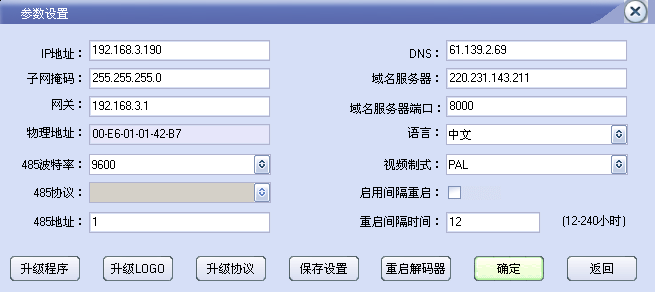 参数设置
IP地址： 192.168.3.190
DNS： 61.139.2.69
子网掩码： 255.255.255.0
域名服务器： 220.231.143.211
网关： 192.168.3.1
域名服务器端口： 8000
物理地址： 00-E6-01-01-42-B7
语言： 中文
485波特率： 9600
视频制式： PAL
485协议：
启用间隔重启：
485地址： 1
重启间隔时间： 12 (12-240小时)
升级程序 升级LOGO 升级协议 保存设置 重启解码器 确定 返回